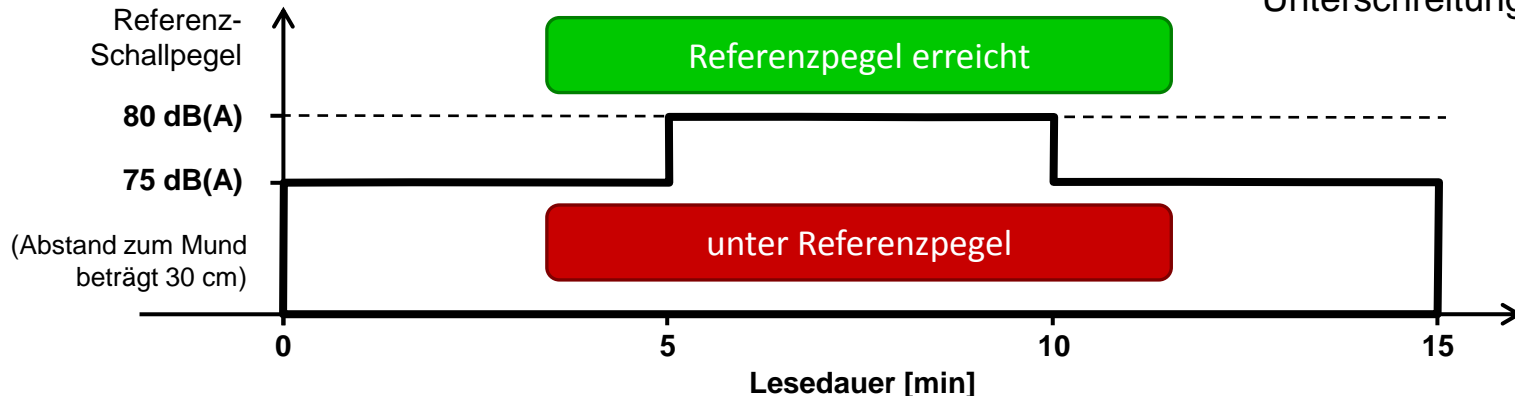 Unterschreitung
Referenz-
Schallpegel
Referenzpegel erreicht
80 dB(A)
75 dB(A)
unter Referenzpegel
(Abstand zum Mund
beträgt 30 cm)
0 5 10 15
Lesedauer [min]